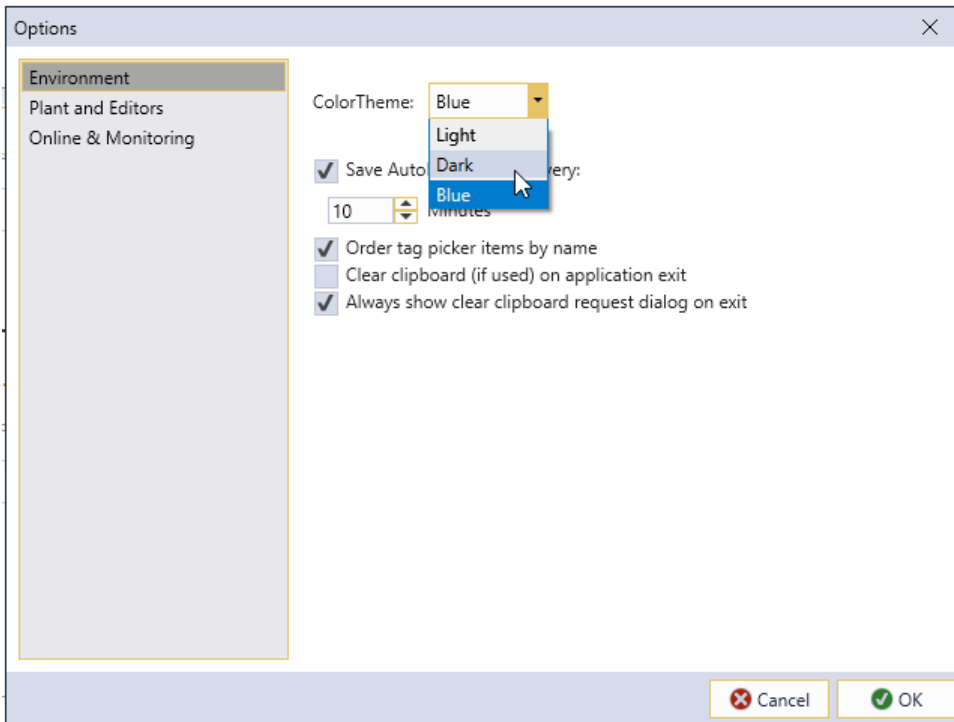 Options
Environment
Plant and Editors
Online & Monitoring
ColorTheme: Blue
Light
Dark
Blue
Save Auto very:
10 Minutes
Order tag picker items by name
Clear clipboard (if used) on application exit
Always show clear clipboard request dialog on exit
Cancel OK